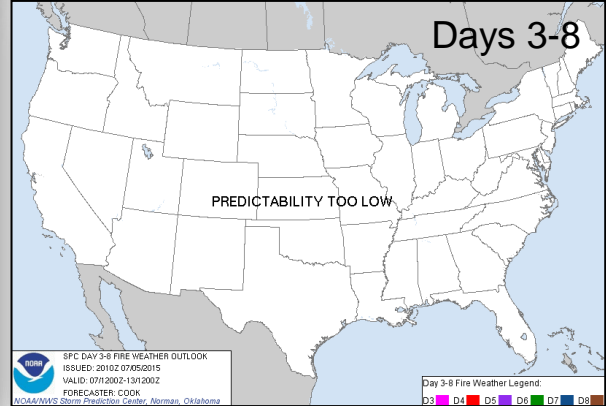 Days 3-8
PREDICTABILITY TOO LOW
NOAA
SPC DAY 3-8 FIRE WEATHER OUTLOOK
ISSUED: 2010Z 07/05/2015
VALID: 07/1200Z-13/1200Z
FORECASTER: COOK
NOAA/NWS Storm Prediction Center, Norman, Oklahoma
Day 3-8 Fire Weather Legend:
D3 D4 D5 D6 D7 D8